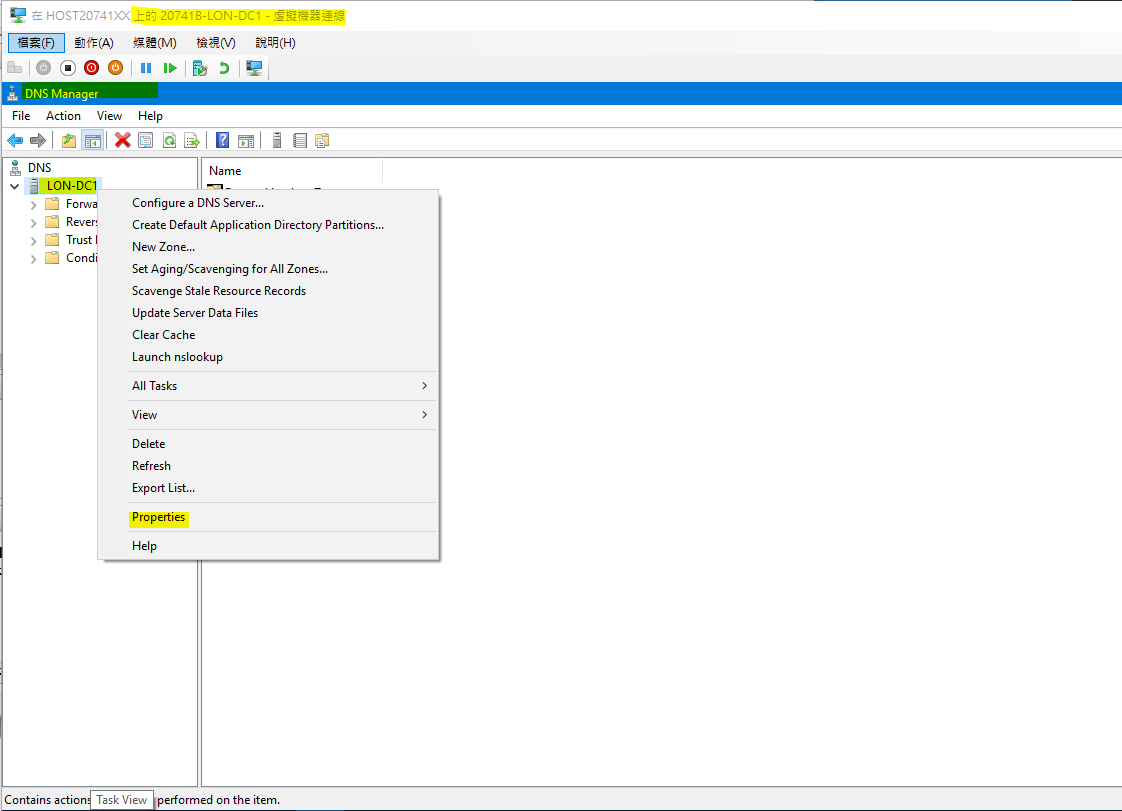 在 HOST20741XX 上的 20741B-LON-DC1 - 虛擬機器連線
檔案(F) 動作(A) 媒體(M) 檢視(V) 說明(H)
DNS Manager
File Action View Help
DNS
LON-DC1
Forwa
Revers
Trust
Condi
Name
Configure a DNS Server...
Create Default Application Directory Partitions...
New Zone...
Set Aging/Scavenging for All Zones...
Scavenge Stale Resource Records
Update Server Data Files
Clear Cache
Launch nslookup
All Tasks
View
Delete
Refresh
Export List...
Properties
Help
Contains actions
Task View
performed on the item.